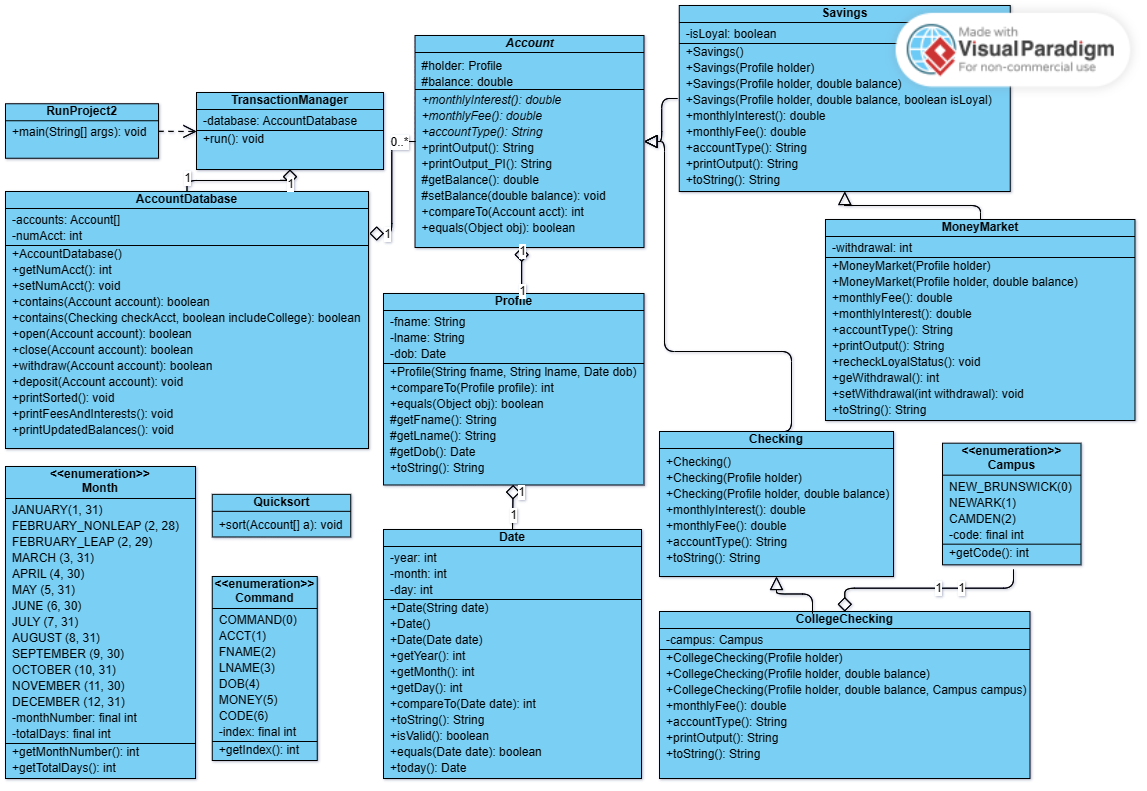 Made with
VisualParadigm
For non-commercial use
RunProject2
+main(String[] args): void
TransactionManager
-database: AccountDatabase
+run(): void
1
1
AccountDatabase
-accounts: Account[]
-numAcct: int
+AccountDatabase()
+getNumAcct(): int
+setNumAcct(): void
+contains(Account account): boolean
+contains(Checking checkAcct, boolean includeCollege): boolean
+open(Account account): boolean
+close(Account account): boolean
+withdraw(Account account): boolean
+deposit(Account account): void
+printSorted(): void
+printFeesAndInterests(): void
+printUpdatedBalances(): void
0..*
1
Account
#holder: Profile
#balance: double
+monthlyInterest(): double
+monthlyFee(): double
+accountType(): String
+printOutput(): String
+printOutput_PI(): String
#getBalance(): double
#setBalance(double balance): void
+compareTo(Account acct): int
+equals(Object obj): boolean
1
1
Profile
-fname: String
-lname: String
-dob: Date
+Profile(String fname, String lname, Date dob)
+compareTo(Profile profile): int
+equals(Object obj): boolean
#getFname(): String
#getLname(): String
#getDob(): Date
+toString(): String
1
1
Date
-year: int
-month: int
-day: int
+Date(String date)
+Date()
+Date(Date date)
+getYear(): int
+getMonth(): int
+getDay(): int
+compareTo(Date date): int
+toString(): String
+isValid(): boolean
+equals(Date date): boolean
+today(): Date
Savings
-isLoyal: boolean
+Savings()
+Savings(Profile holder)
+Savings(Profile holder, double balance)
+Savings(Profile holder, double balance, boolean isLoyal)
+monthlyInterest(): double
+monthlyFee(): double
+accountType(): String
+printOutput(): String
+toString(): String
MoneyMarket
-withdrawal: int
+MoneyMarket(Profile holder)
+MoneyMarket(Profile holder, double balance)
+monthlyFee(): double
+monthlyInterest(): double
+accountType(): String
+printOutput(): String
+recheckLoyalStatus(): void
+geWithdrawal(): int
+setWithdrawal(int withdrawal): void
+toString(): String
Checking
+Checking()
+Checking(Profile holder)
+Checking(Profile holder, double balance)
+monthlyInterest(): double
+monthlyFee(): double
+accountType(): String
+toString(): String
<<enumeration>>
Campus
NEW_BRUNSWICK(0)
NEWARK(1)
CAMDEN(2)
-code: final int
+getCode(): int
1
1
CollegeChecking
-campus: Campus
+CollegeChecking(Profile holder)
+CollegeChecking(Profile holder, double balance)
+CollegeChecking(Profile holder, double balance, Campus campus)
+monthlyFee(): double
+accountType(): String
+printOutput(): String
+toString(): String
<<enumeration>>
Month
JANUARY(1, 31)
FEBRUARY_NONLEAP (2, 28)
FEBRUARY_LEAP (2, 29)
MARCH (3, 31)
APRIL (4, 30)
MAY (5, 31)
JUNE (6, 30)
JULY (7, 31)
AUGUST (8, 31)
SEPTEMBER (9, 30)
OCTOBER (10, 31)
NOVEMBER (11, 30)
DECEMBER (12, 31)
-monthNumber: final int
-totalDays: final int
+getMonthNumber(): int
+getTotalDays(): int
Quicksort
+sort(Account[] a): void
<<enumeration>>
Command
COMMAND(0)
ACCT(1)
FNAME(2)
LNAME(3)
DOB(4)
MONEY(5)
CODE(6)
-index: final int
+getIndex(): int